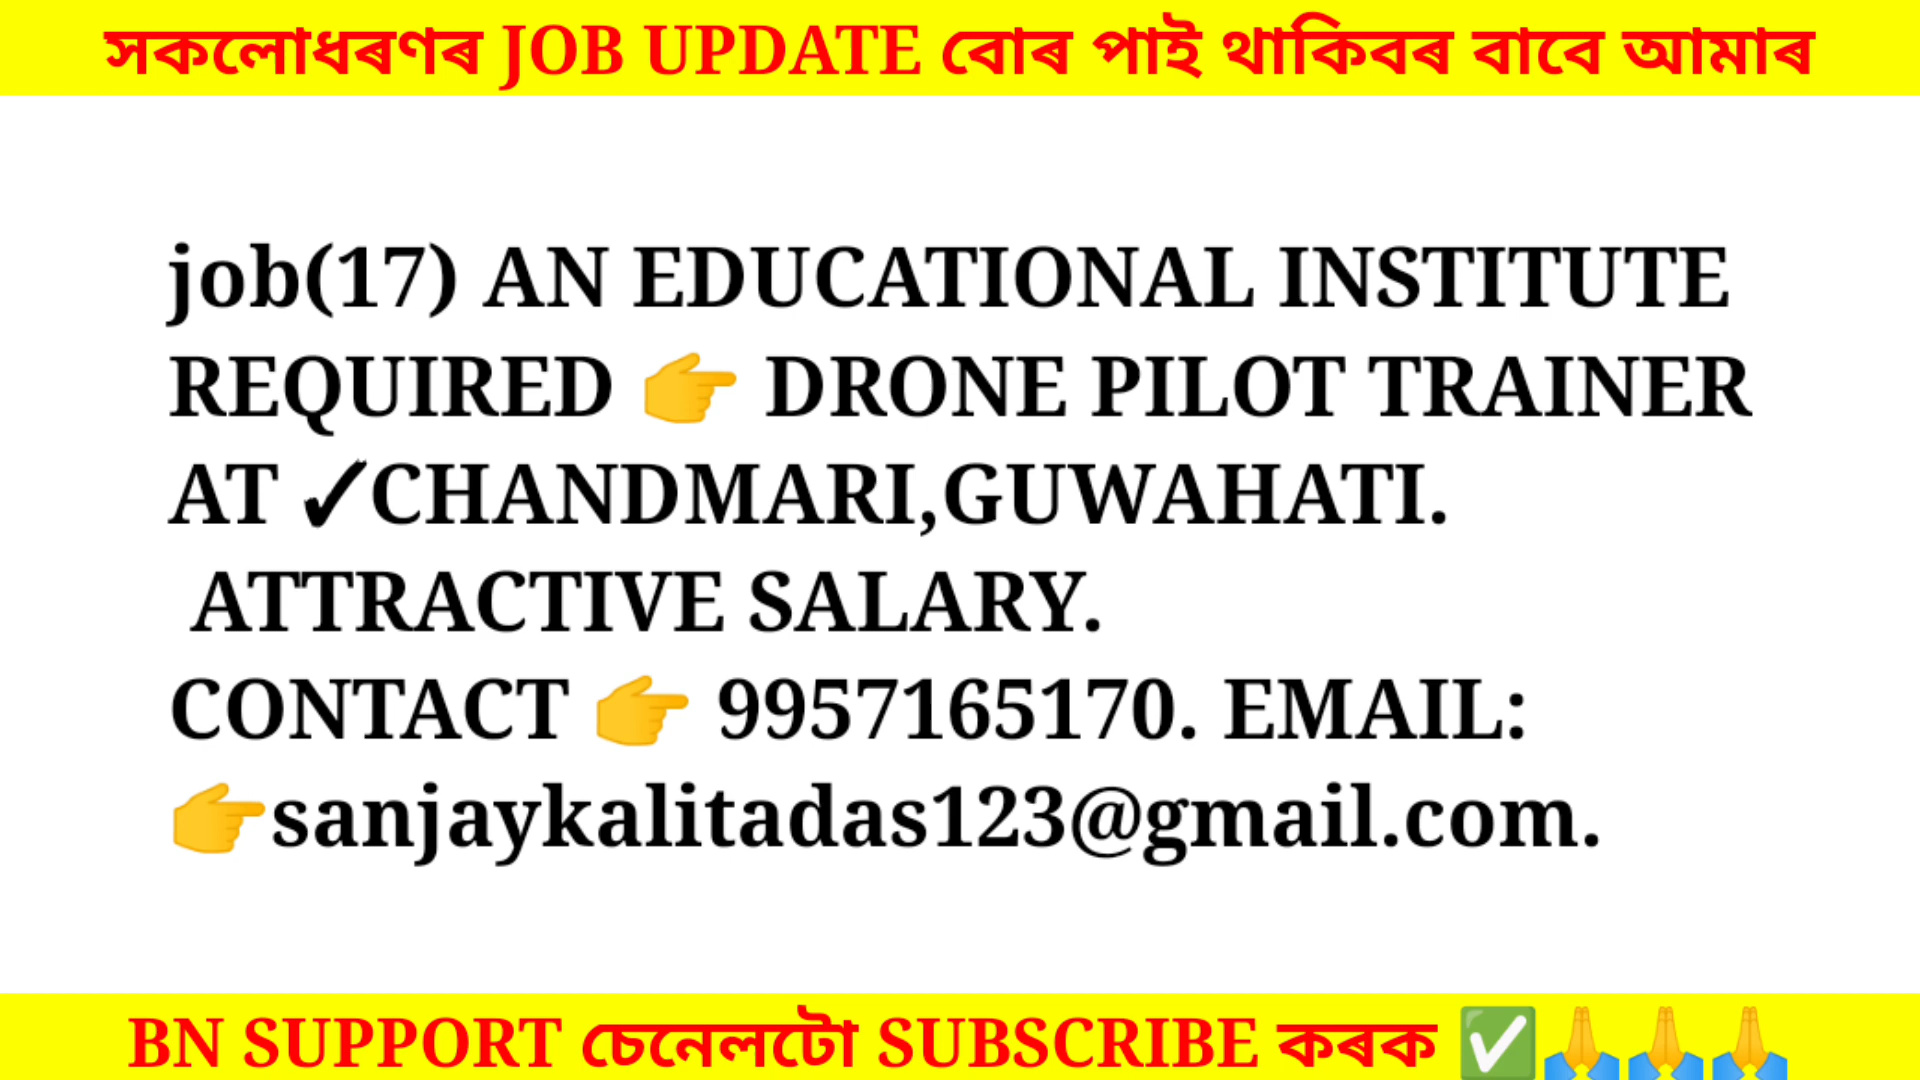 সকলোধৰণৰ JOB UPDATE বোৰ পাই থাকিবৰ বাবে আমাৰ
job(17) AN EDUCATIONAL INSTITUTE
REQUIRED 👉 DRONE PILOT TRAINER
AT ✓CHANDMARI,GUWAHATI.
ATTRACTIVE SALARY.
CONTACT 👉 9957165170. EMAIL:
👉sanjaykalitadas123@gmail.com.
BN SUPPORT চেনেলটো SUBSCRIBE কৰক ✅🙏🙏🙏